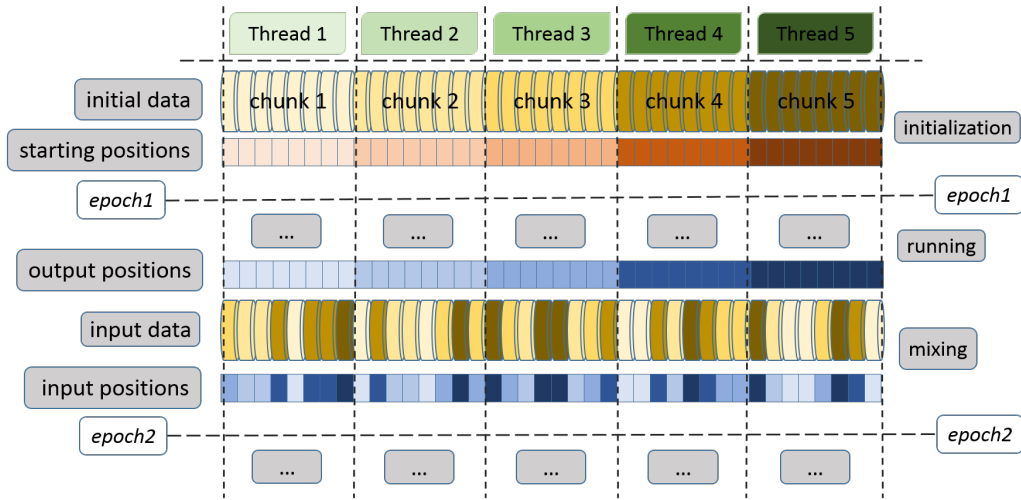 Thread 1 Thread 2 Thread 3 Thread 4 Thread 5
initial data chunk 1 chunk 2 chunk 3 chunk 4 chunk 5
initialization
starting positions
epoch1 epoch1
... ... ... ... ...
running
output positions
input data
mixing
input positions
epoch2 epoch2
... ... ... ... ...